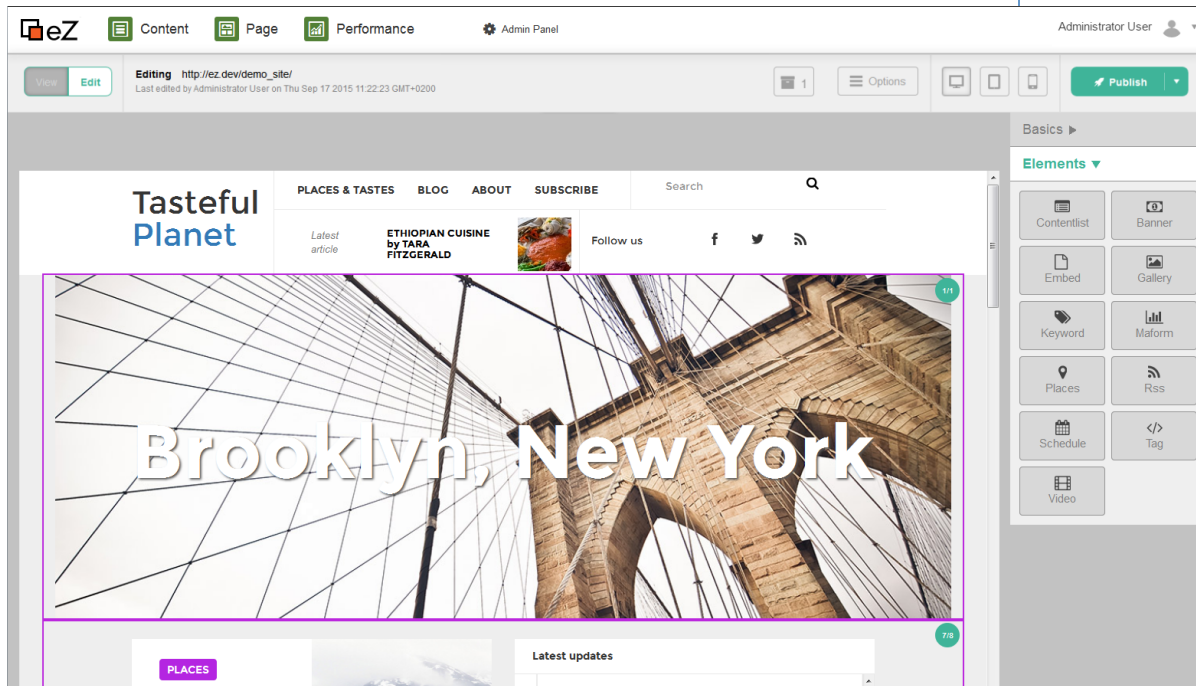 eZ Content Page Performance Admin Panel Administrator User
View Edit
Editing http://ez.dev/demo_site/
Last edited by Administrator User on Thu Sep 17 2015 11:22:23 GMT+0200
1 Options Publish
Basics
Elements
Contentlist Banner
Embed Gallery
Keyword Maform
Places Rss
Schedule Tag
Video
Tasteful
Planet
PLACES & TASTES BLOG ABOUT SUBSCRIBE Search
Latest
article
ETHIOPIAN CUISINE
by TARA
FITZGERALD
Follow us
1/1
Brooklyn, New York
7/8
PLACES
Latest updates